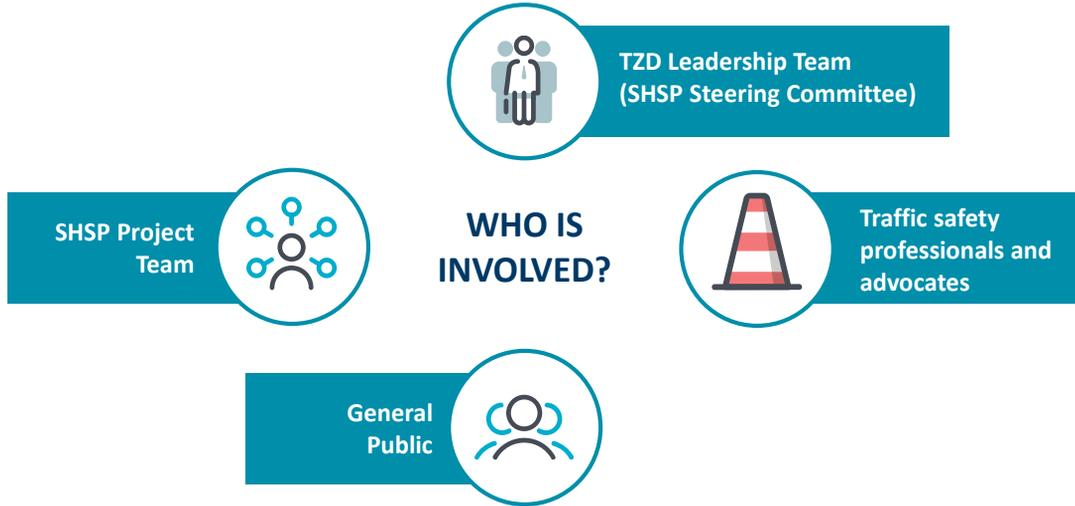 TZD Leadership Team
(SHSP Steering Committee)
SHSP Project
Team
WHO IS
INVOLVED?
Traffic safety
professionals and
advocates
General
Public